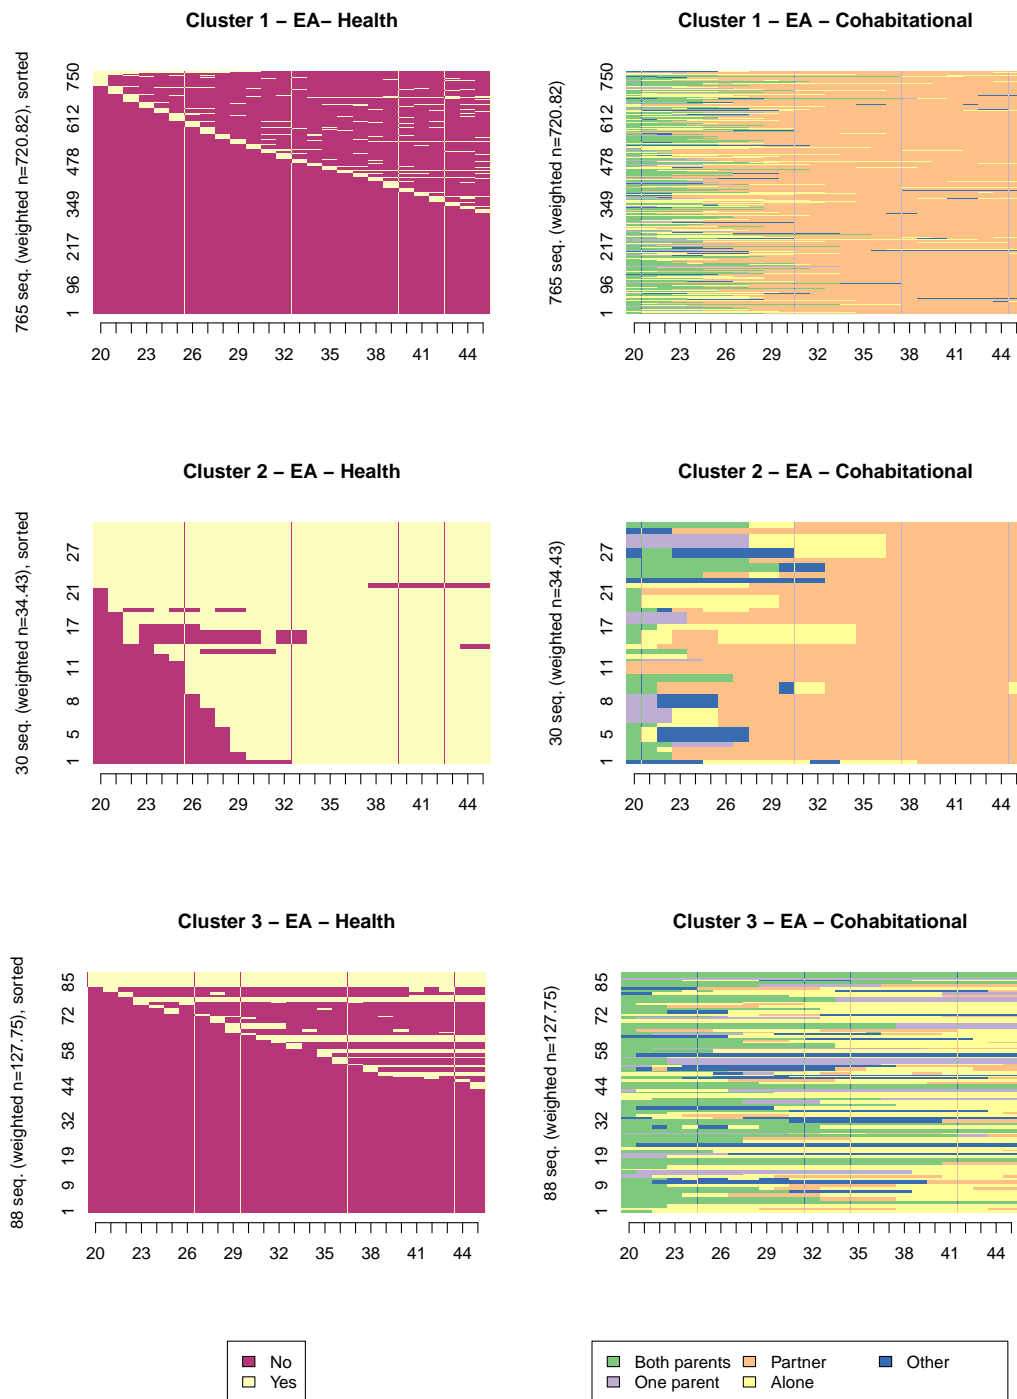 Cluster 1 – EA– Health
Cluster 1 – EA – Cohabitational
765 seq. (weighted n=720.82), sorted
1 96 217 349 478 612 750
20 23 26 29 32 35 38 41 44
765 seq. (weighted n=720.82)
1 96 217 349 478 612 750
20 23 26 29 32 35 38 41 44
Cluster 2 – EA – Health
Cluster 2 – EA – Cohabitational
30 seq. (weighted n=34.43), sorted
1 5 8 11 17 21 27
20 23 26 29 32 35 38 41 44
30 seq. (weighted n=34.43)
1 5 8 11 17 21 27
20 23 26 29 32 35 38 41 44
Cluster 3 – EA – Health
Cluster 3 – EA – Cohabitational
88 seq. (weighted n=127.75), sorted
1 9 19 32 44 58 72 85
20 23 26 29 32 35 38 41 44
88 seq. (weighted n=127.75)
1 9 19 32 44 58 72 85
20 23 26 29 32 35 38 41 44
No
Yes
Both parents Partner Other
One parent Alone